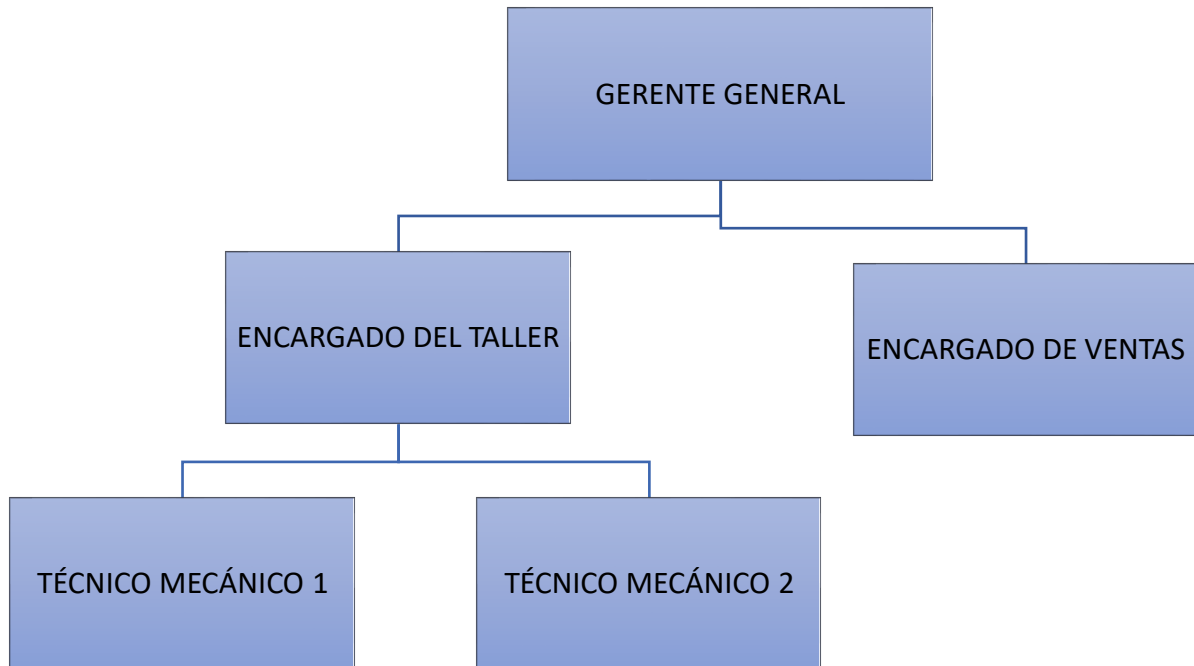 GERENTE GENERAL
ENCARGADO DEL TALLER
ENCARGADO DE VENTAS
TÉCNICO MECÁNICO 1
TÉCNICO MECÁNICO 2